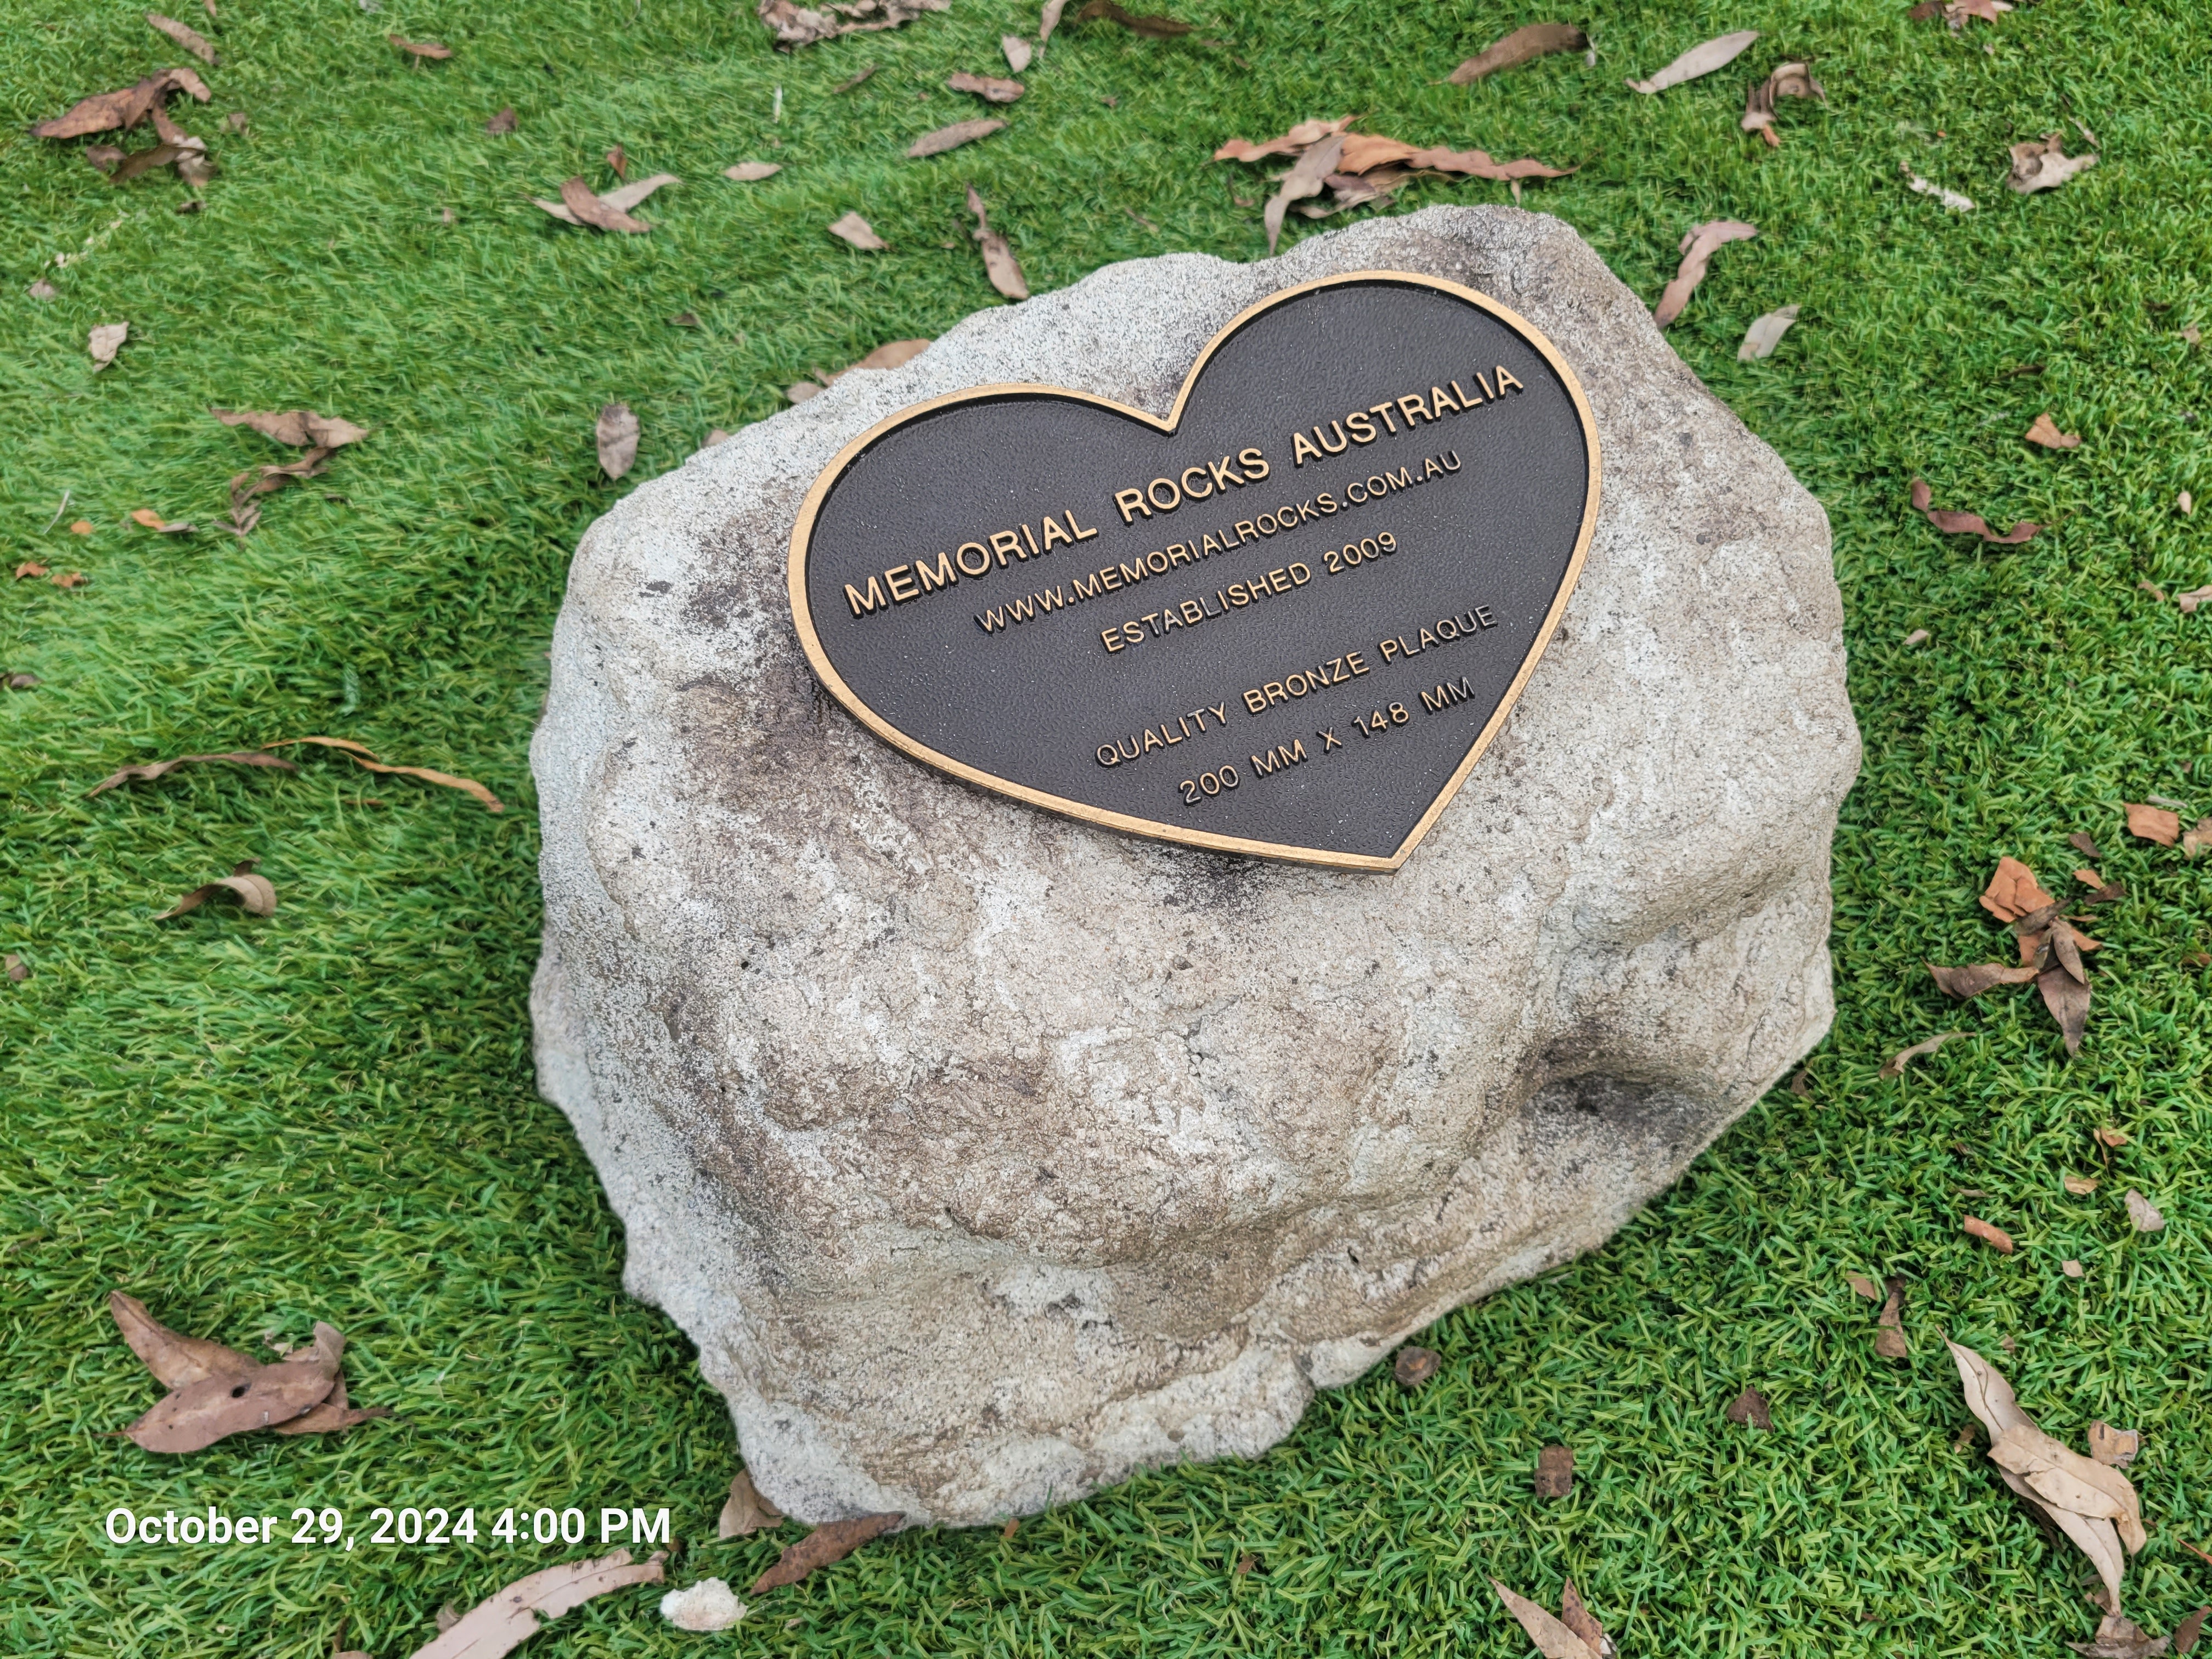 MEMORIAL ROCKS AUSTRALIA
WWW.MEMORIALROCKS.COM.AU
ESTABLISHED 2009
QUALITY BRONZE PLAQUE
200 MM X 148 MM
October 29, 2024 4:00 PM